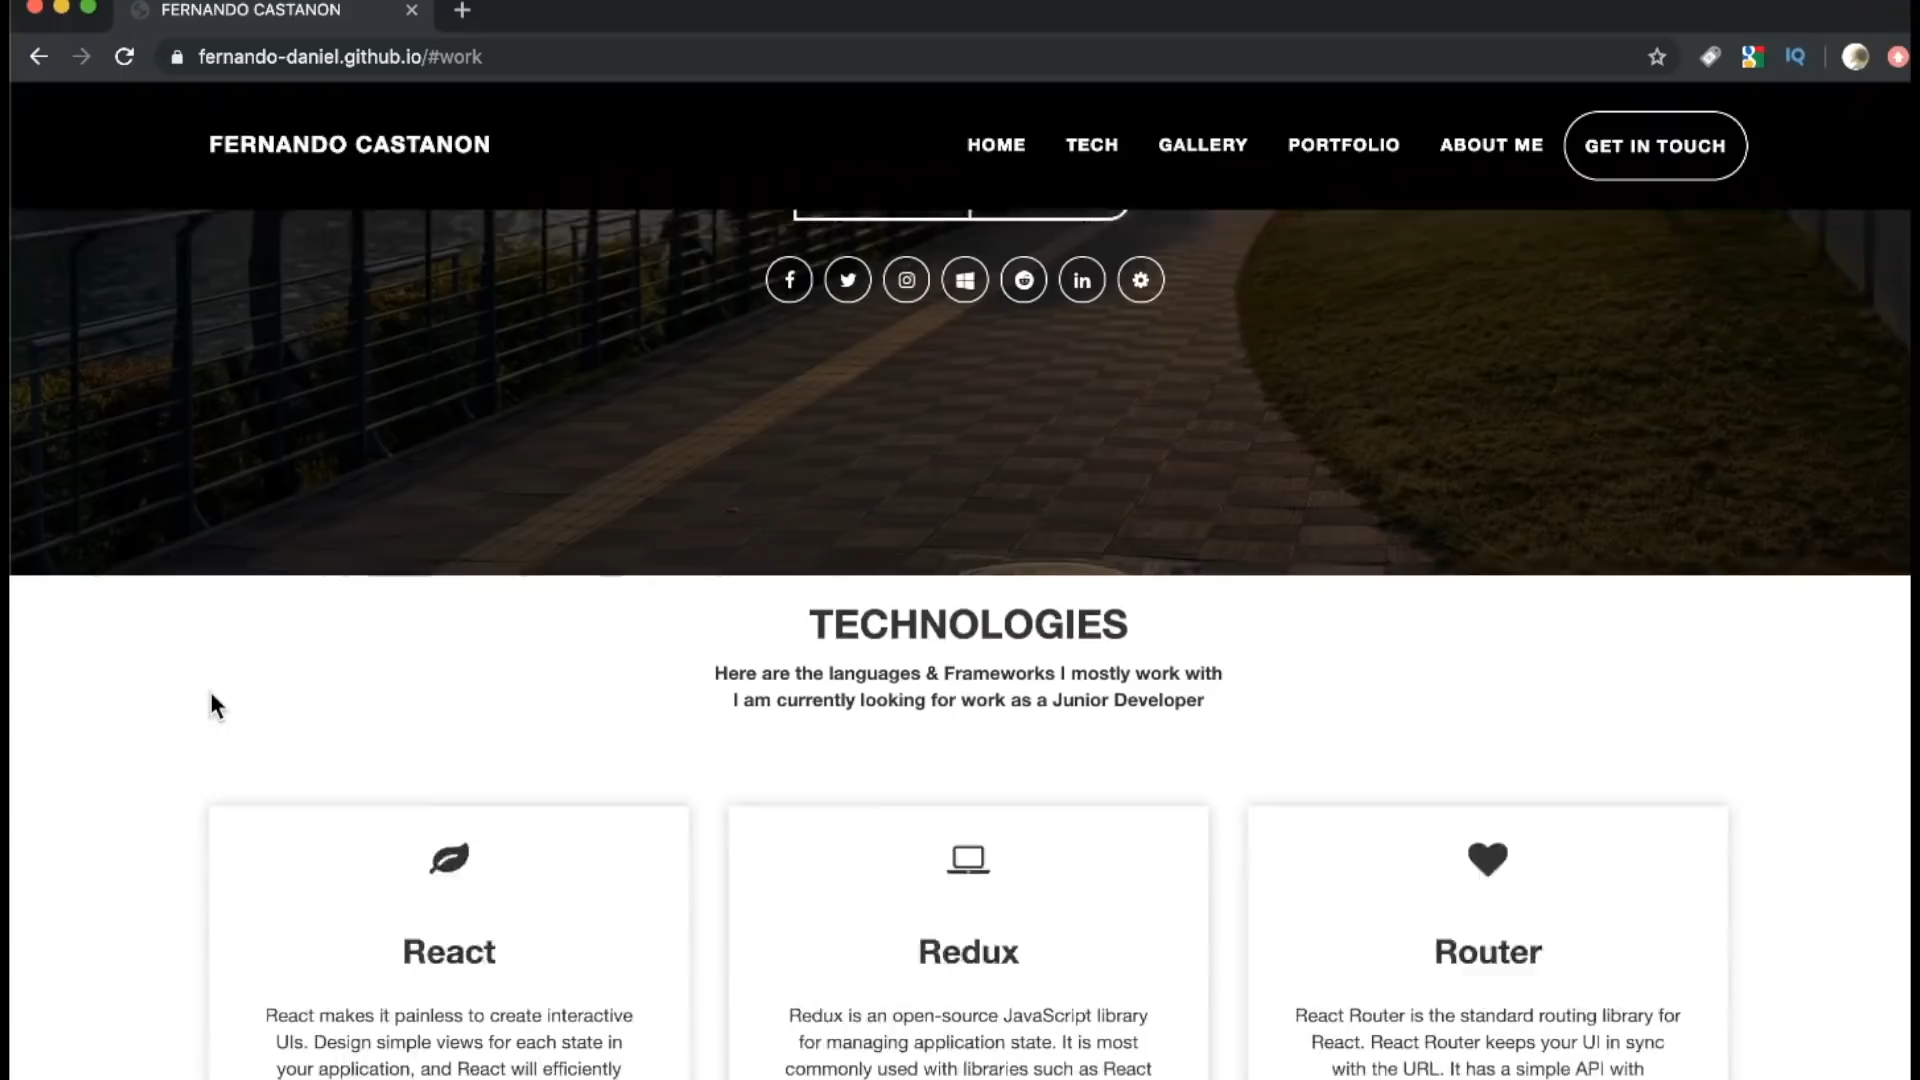 FERNANDO CASTANON
fernando-daniel.github.io/#work
IQ
FERNANDO CASTANON
HOME TECH GALLERY PORTFOLIO ABOUT ME GET IN TOUCH
TECHNOLOGIES
Here are the languages & Frameworks I mostly work with
I am currently looking for work as a Junior Developer
React
React makes it painless to create interactive
UIs. Design simple views for each state in
your application, and React will efficiently
Redux
Redux is an open-source JavaScript library
for managing application state. It is most
commonly used with libraries such as React
Router
React Router is the standard routing library for
React. React Router keeps your UI in sync
with the URL. It has a simple API with